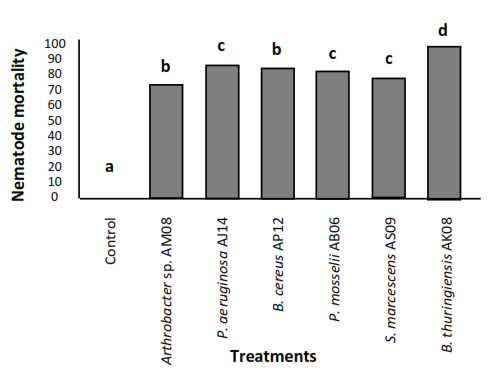 Nematode mortality
100
90
80
70
60
50
40
30
20
10
0
a
b
c
b
c
c
d
Control
Arthrobacter sp. AM08
P. aeruginosa AJ14
B. cereus AP12
P. mosselii AB06
S. marcescens AS09
B. thuringiensis AK08
Treatments